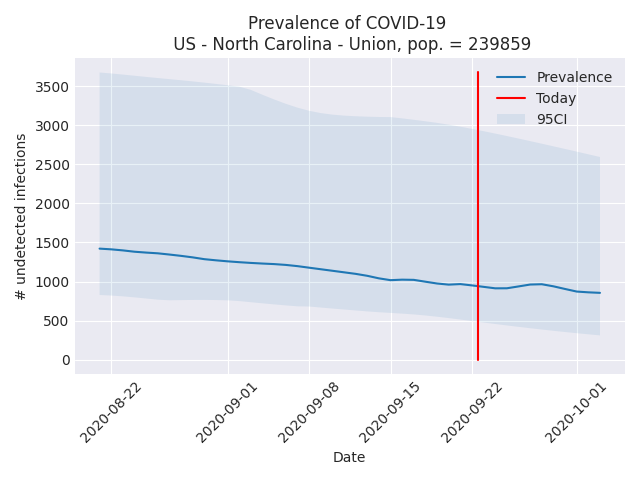 Prevalence of COVID-19
US - North Carolina - Union, pop. = 239859
Prevalence
Today
95CI
3500
3000
2500
2000
1500
1000
500
0
# undetected infections
2020-08-22
2020-09-01
2020-09-08
2020-09-15
2020-09-22
2020-10-01
Date